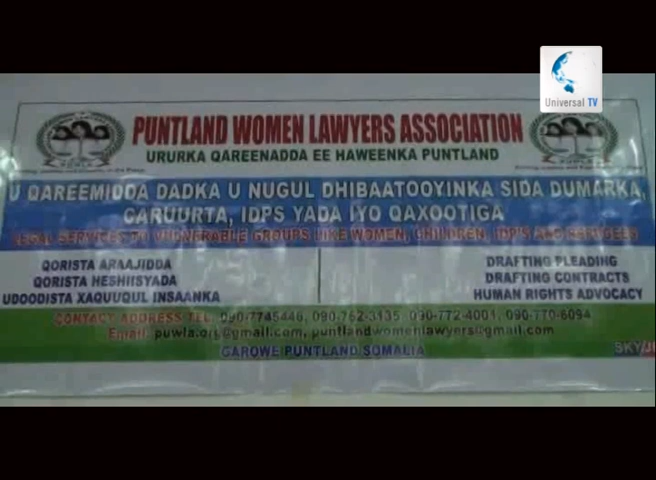 Universal TV
PUNTLAND WOMEN LAWYERS ASSOCIATION
URURKA QAREENADDA EE HAWEENKA PUNTLAND
U QAREEMIDDA DADKA U NUGUL DHIBAATOOYINKA SIDA DUMARKA,
CARUURTA, IDPS YADA IYO QAXOOTIGA
LEGAL SERVICES TO VULNERABLE GROUPS LIKE WOMEN, CHILDREN, IDPS AND REFUGEES
QORISTA ARAAJIDDA
QORISTA HESHIISYADA
UDOODISTA XAQUUQUL INSAANKA
DRAFTING PLEADING
DRAFTING CONTRACTS
HUMAN RIGHTS ADVOCACY
CONTACT ADDRESS TEL: 090-7745446, 090-762-3135, 090-772-4001, 090-770-6094
Email: puwla.org@gmail.com, puntlandwomenlawyers@gmail.com
GAROWE PUNTLAND SOMALIA